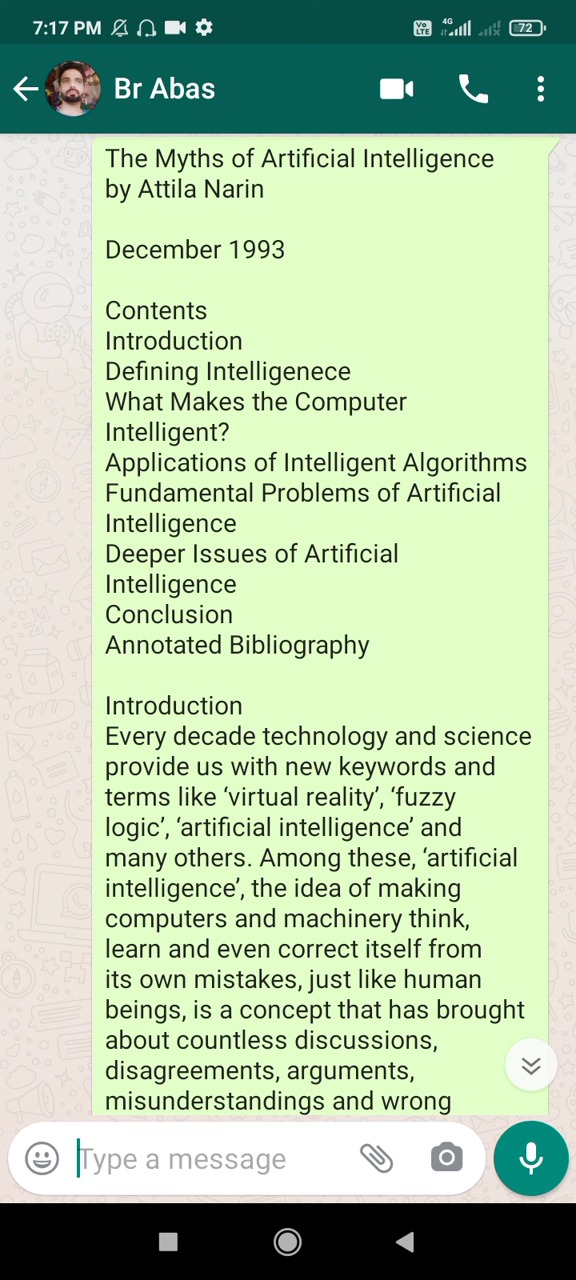 7:17 PM
Vo LTE 4G 72
Br Abas
The Myths of Artificial Intelligence
by Attila Narin
December 1993
Contents
Introduction
Defining Intelligenece
What Makes the Computer
Intelligent?
Applications of Intelligent Algorithms
Fundamental Problems of Artificial
Intelligence
Deeper Issues of Artificial
Intelligence
Conclusion
Annotated Bibliography
Introduction
Every decade technology and science
provide us with new keywords and
terms like ‘virtual reality’, ‘fuzzy
logic’, ‘artificial intelligence’ and
many others. Among these, ‘artificial
intelligence’, the idea of making
computers and machinery think,
learn and even correct itself from
its own mistakes, just like human
beings, is a concept that has brought
about countless discussions,
disagreements, arguments,
misunderstandings and wrong
Type a message